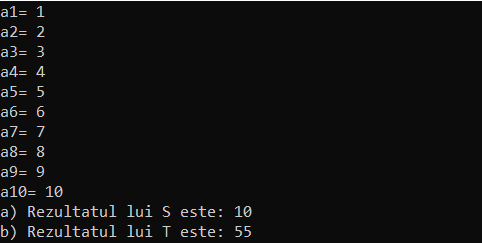 a1= 1
a2= 2
a3= 3
a4= 4
a5= 5
a6= 6
a7= 7
a8= 8
a9= 9
a10= 10
a) Rezultatul lui S este: 10
b) Rezultatul lui T este: 55